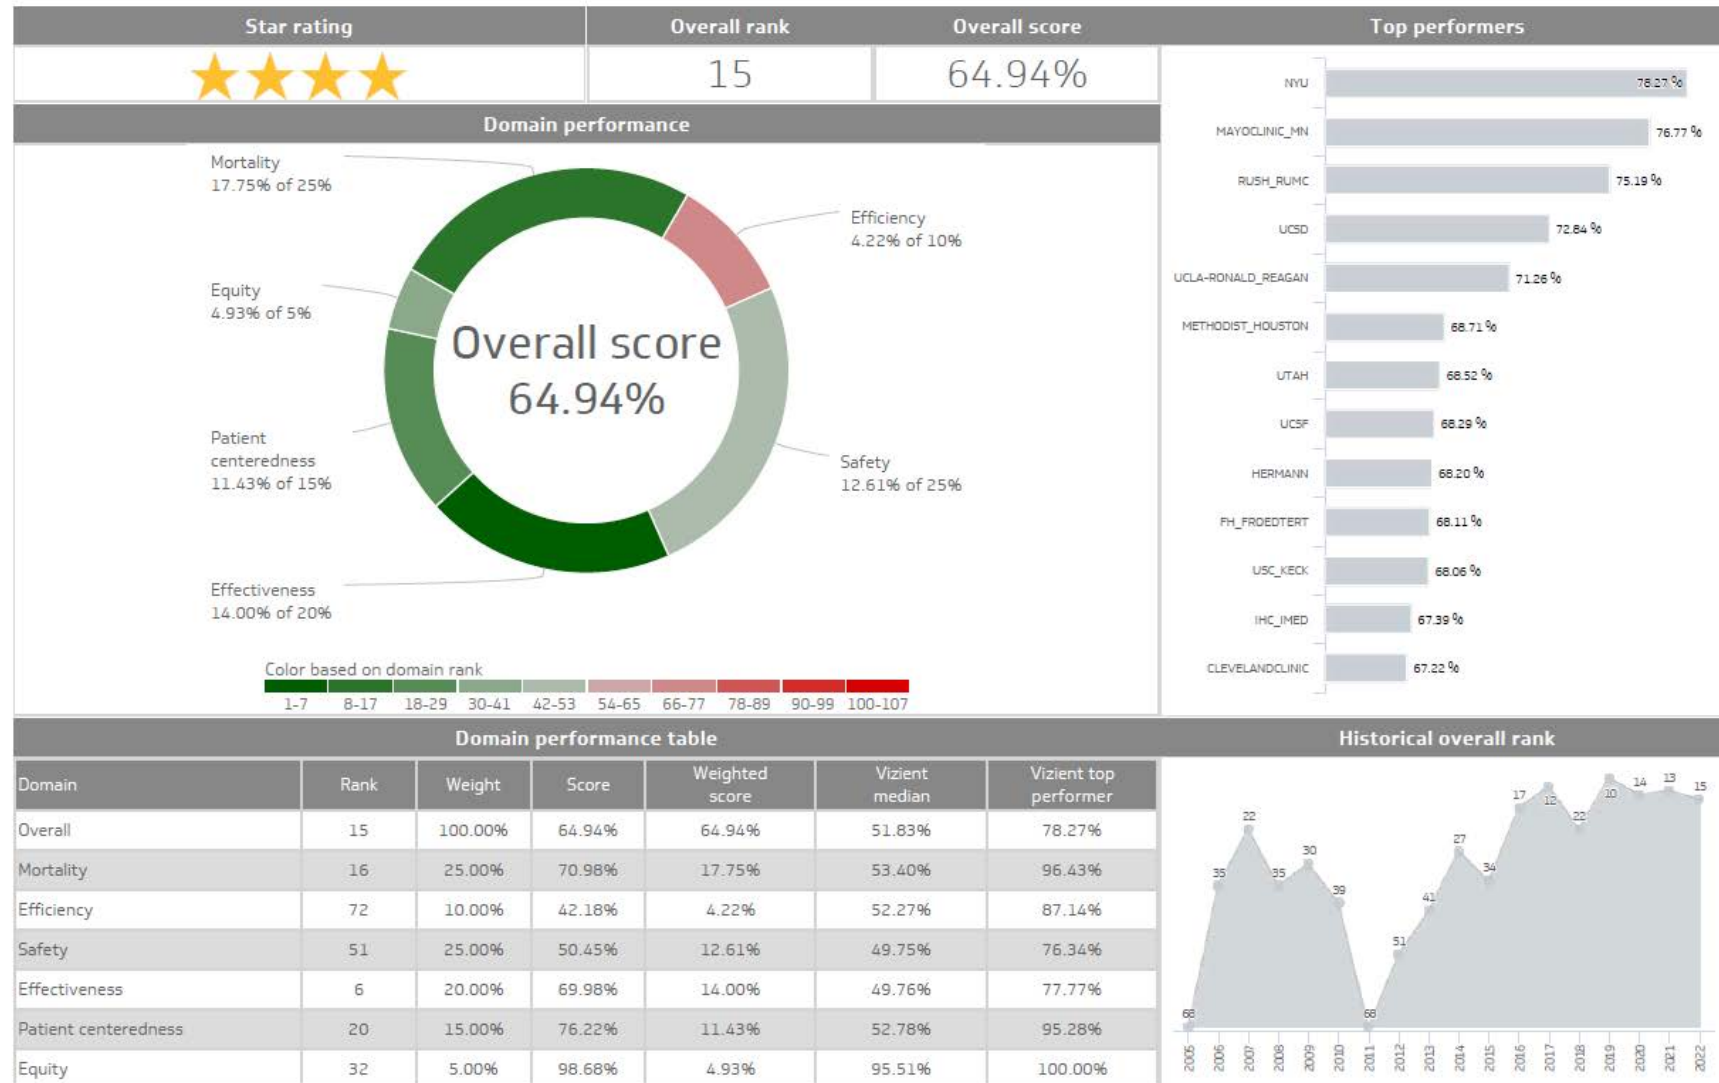 Star rating
Overall rank
Overall score
Top performers
15
64.94%
Domain performance
Mortality
17.75% of 25%
Efficiency
4.22% of 10%
Equity
4.93% of 5%
Overall score
64.94%
Patient
centeredness
11.43% of 15%
Safety
12.61% of 25%
Effectiveness
14.00% of 20%
Color based on domain rank
1-7 8-17 18-29 30-41 42-53 54-65 66-77 78-89 90-99 100-107
NYU 78.27 %
MAYOCLINIC_MN 76.77 %
RUSH_RUMC 75.19 %
UCSD 72.84 %
UCLA-RONALD_REAGAN 71.26 %
METHODIST_HOUSTON 68.71 %
UTAH 68.52 %
UCSF 68.29 %
HERMANN 68.20 %
FH_FROEDTERT 68.11 %
USC_KECK 68.06 %
IHC_IMED 67.39 %
CLEVELANDCLINIC 67.22 %
Domain performance table
Domain Rank Weight Score Weighted score Vizient median Vizient top performer
Overall 15 100.00% 64.94% 64.94% 51.83% 78.27%
Mortality 16 25.00% 70.98% 17.75% 53.40% 96.43%
Efficiency 72 10.00% 42.18% 4.22% 52.27% 87.14%
Safety 51 25.00% 50.45% 12.61% 49.75% 76.34%
Effectiveness 6 20.00% 69.98% 14.00% 49.76% 77.77%
Patient centeredness 20 15.00% 76.22% 11.43% 52.78% 95.28%
Equity 32 5.00% 98.68% 4.93% 95.51% 100.00%
Historical overall rank
68 35 22 35 30 39 68 51 41 27 34 17 12 22 10 14 13 15
2005 2006 2007 2008 2009 2010 2011 2012 2013 2014 2015 2016 2017 2018 2019 2020 2021 2022